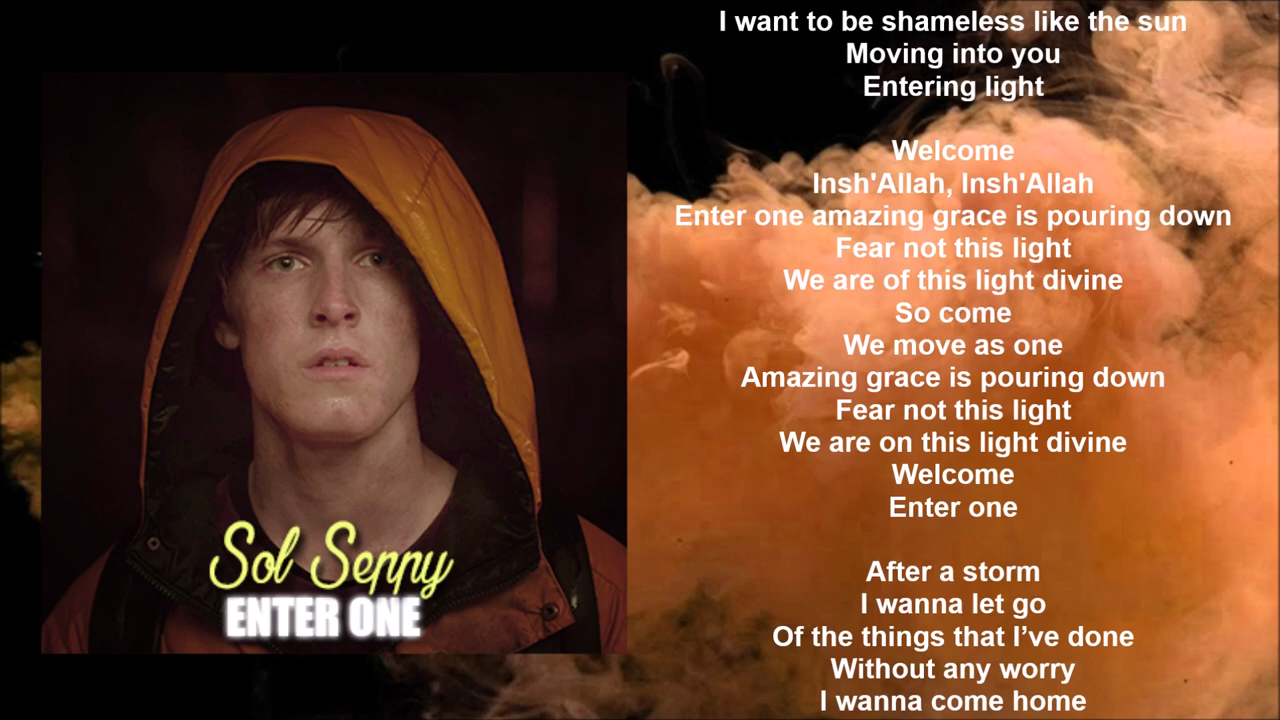 Sol Seppy
ENTER ONE
I want to be shameless like the sun
Moving into you
Entering light
Welcome
Insh'Allah, Insh'Allah
Enter one amazing grace is pouring down
Fear not this light
We are of this light divine
So come
We move as one
Amazing grace is pouring down
Fear not this light
We are on this light divine
Welcome
Enter one
After a storm
I wanna let go
Of the things that I’ve done
Without any worry
I wanna come home